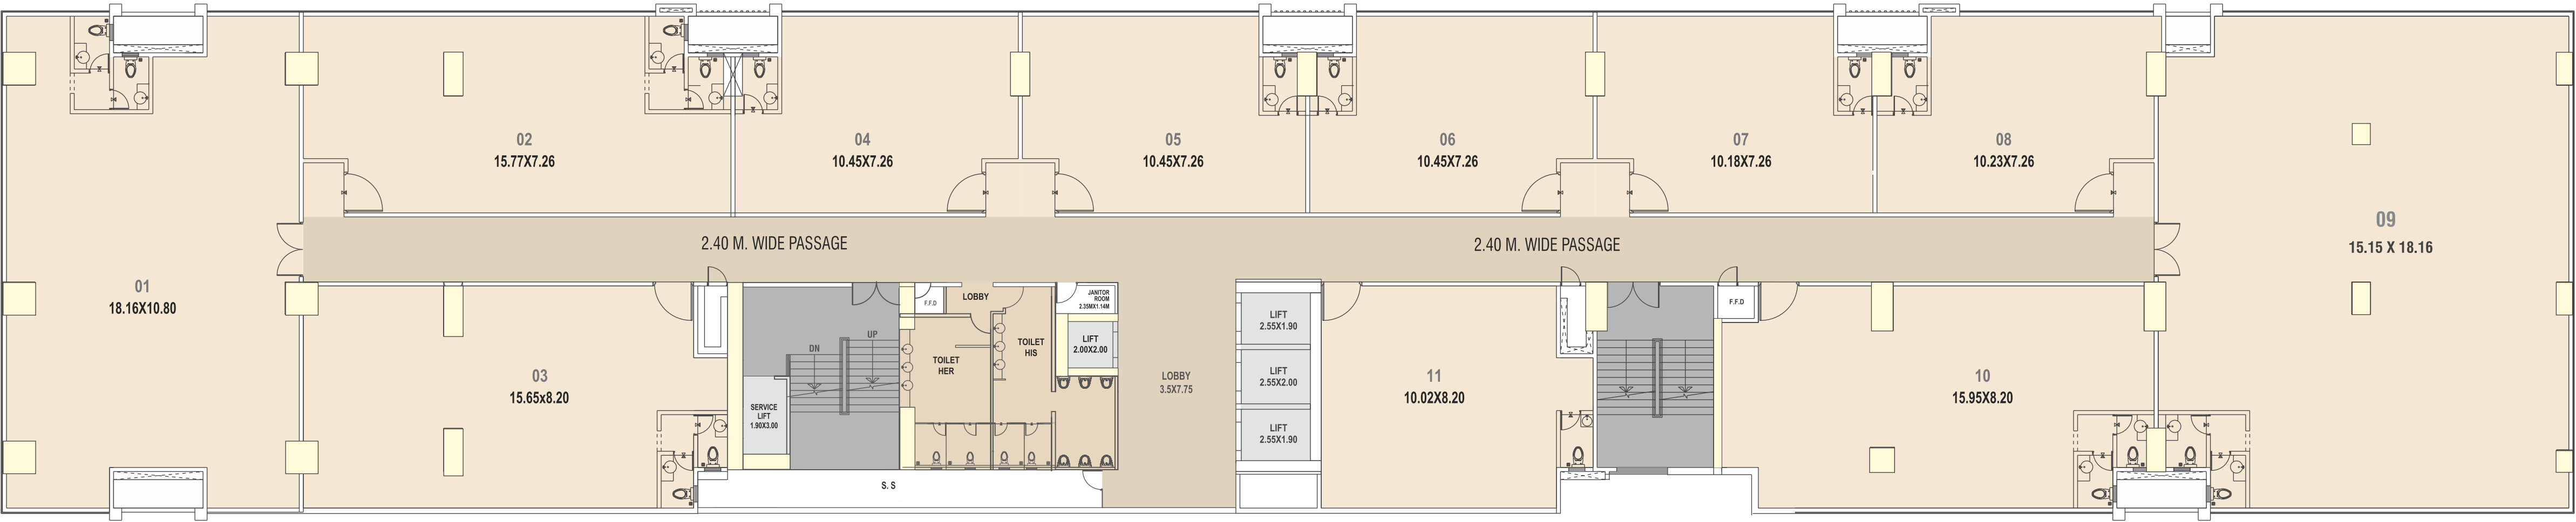 02
15.77X7.26
04
10.45X7.26
05
10.45X7.26
06
10.45X7.26
07
10.18X7.26
08
10.23X7.26
09
15.15 X 18.16
2.40 M. WIDE PASSAGE
2.40 M. WIDE PASSAGE
01
18.16X10.80
03
15.65x8.20
DN
UP
SERVICE
LIFT
1.90X3.00
F.F.D
LOBBY
TOILET
HER
TOILET
HIS
JANITOR
ROOM
2.35MX1.14M
LIFT
2.00X2.00
LOBBY
3.5X7.75
LIFT
2.55X1.90
LIFT
2.55X2.00
LIFT
2.55X1.90
11
10.02X8.20
F.F.D
10
15.95X8.20
S. S